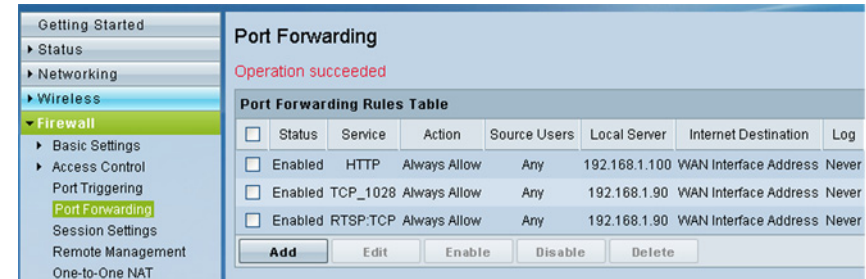 Getting Started
Status
Networking
Wireless
Firewall
Basic Settings
Access Control
Port Triggering
Port Forwarding
Session Settings
Remote Management
One-to-One NAT
Port Forwarding
Operation succeeded
Port Forwarding Rules Table
Status Service Action Source Users Local Server Internet Destination Log
Enabled HTTP Always Allow Any 192.168.1.100 WAN Interface Address Never
Enabled TCP_1028 Always Allow Any 192.168.1.90 WAN Interface Address Never
Enabled RTSP:TCP Always Allow Any 192.168.1.90 WAN Interface Address Never
Add Edit Enable Disable Delete